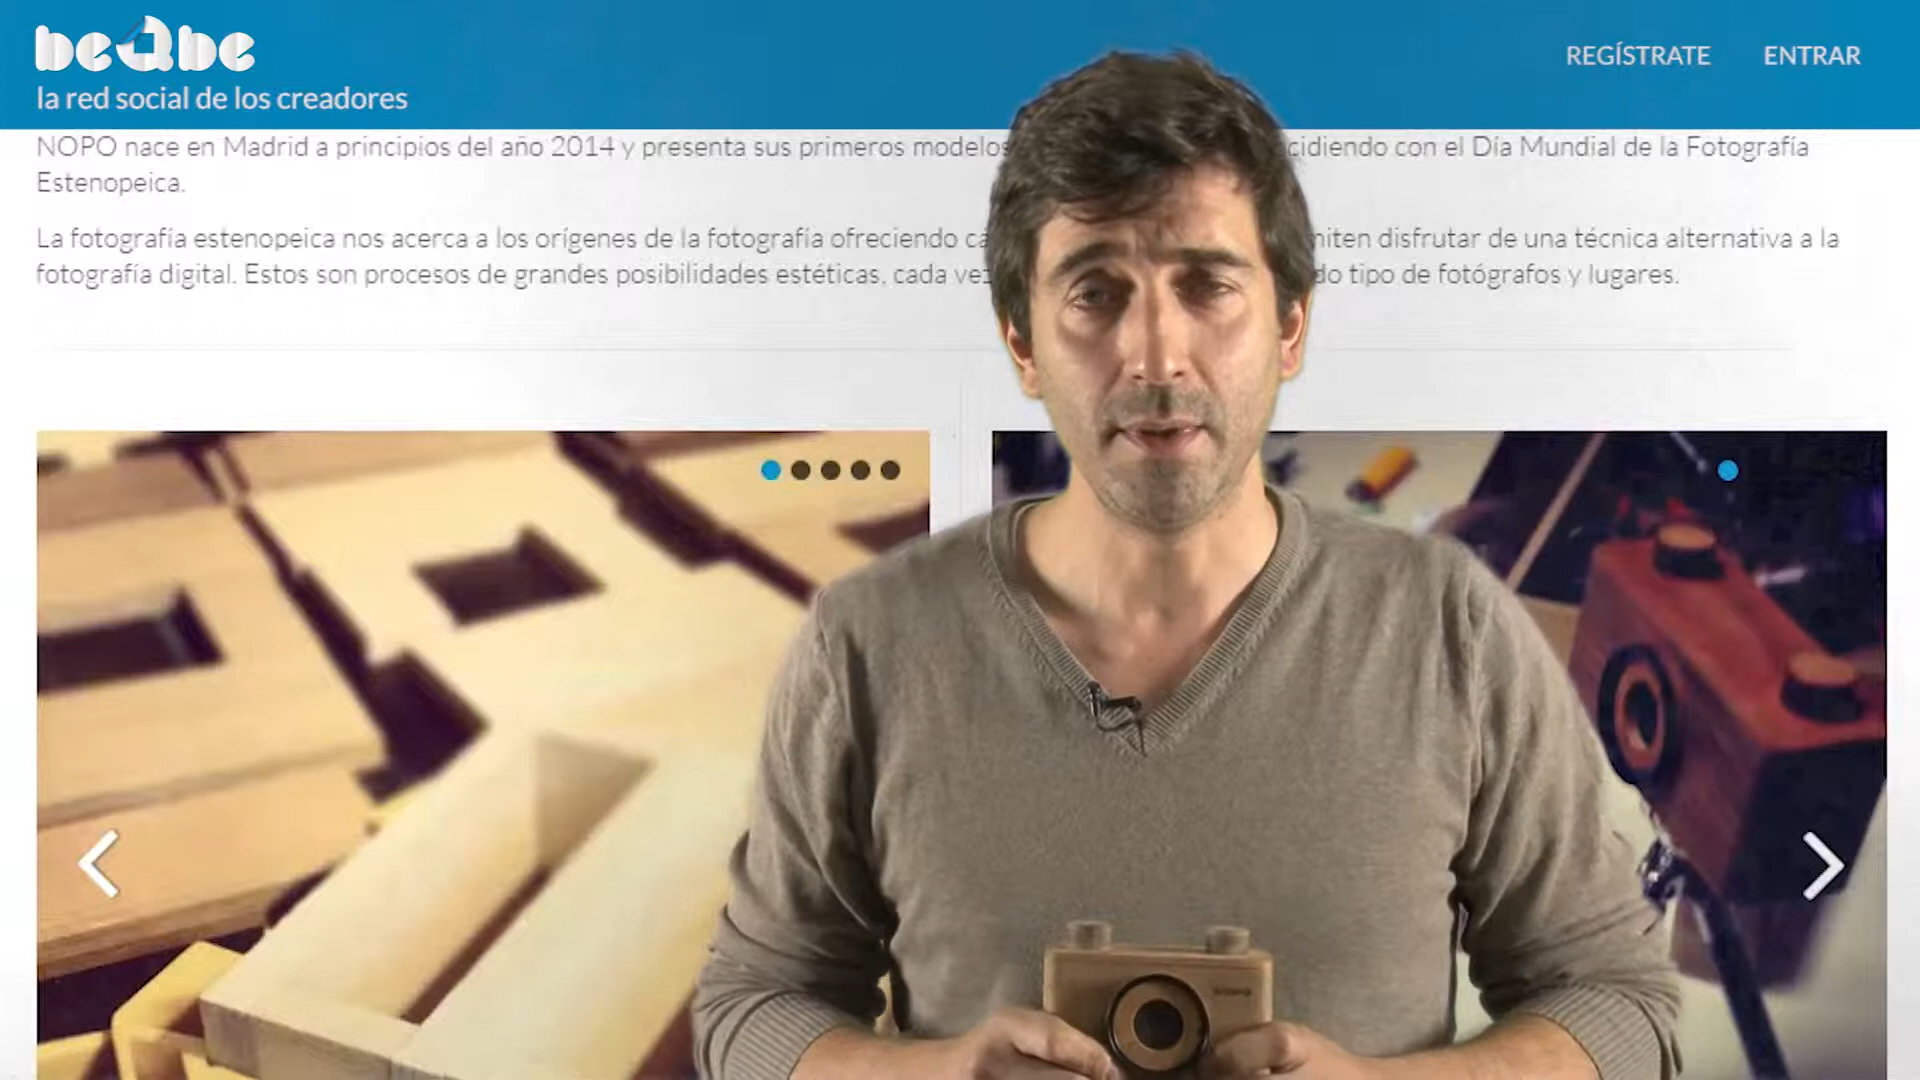 beQbe
la red social de los creadores
REGÍSTRATE ENTRAR
NOPO nace en Madrid a principios del año 2014 y presenta sus primeros modelos cidiendo con el Día Mundial de la Fotografía
Estenopeica.
La fotografía estenopeica nos acerca a los orígenes de la fotografía ofreciendo niten disfrutar de una técnica alternativa a la
fotografía digital. Estos son procesos de grandes posibilidades estéticas, cada vez do tipo de fotógrafos y lugares.